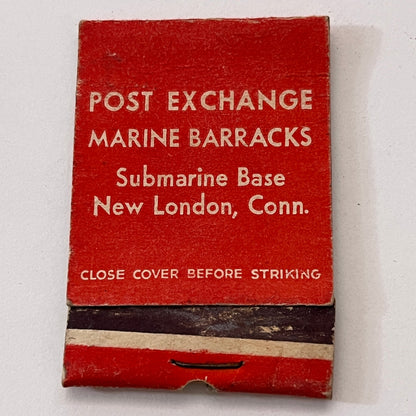 POST EXCHANGE
MARINE BARRACKS
Submarine Base
New London, Conn.
CLOSE COVER BEFORE STRIKING